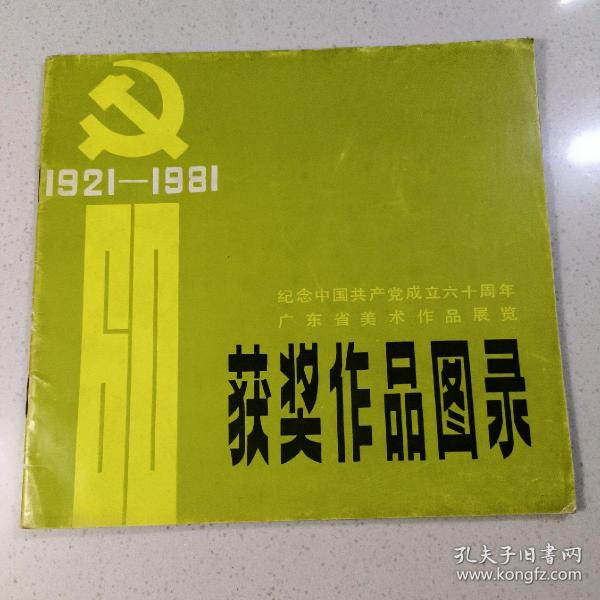 1921—1981
60
纪念中国共产党成立六十周年
广东省美术作品展览
获奖作品图录
孔夫子旧书网
www.kongfz.com